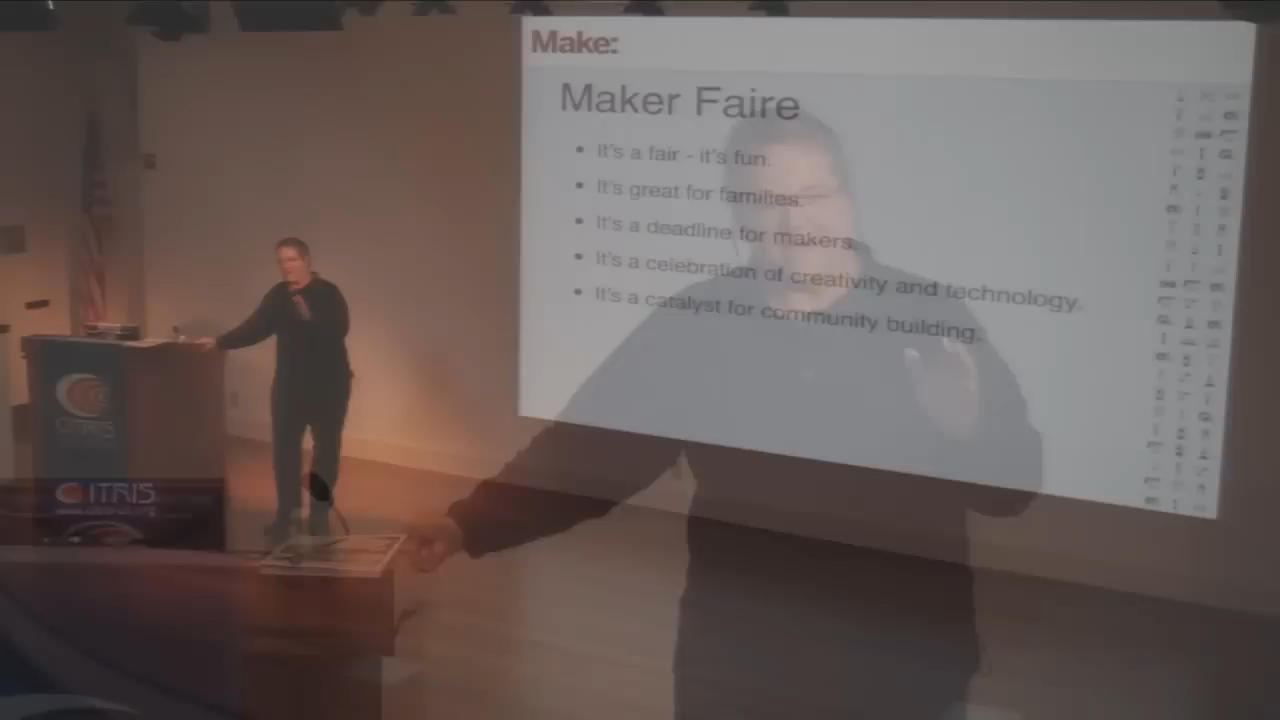 Make:
Maker Faire
• It's a fair - it's fun.
• It's great for families.
• It's a deadline for makers.
• It's a celebration of creativity and technology.
• It's a catalyst for community building.
CITRIS
CITRIS